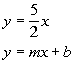 y = 5/2 x
y = mx + b